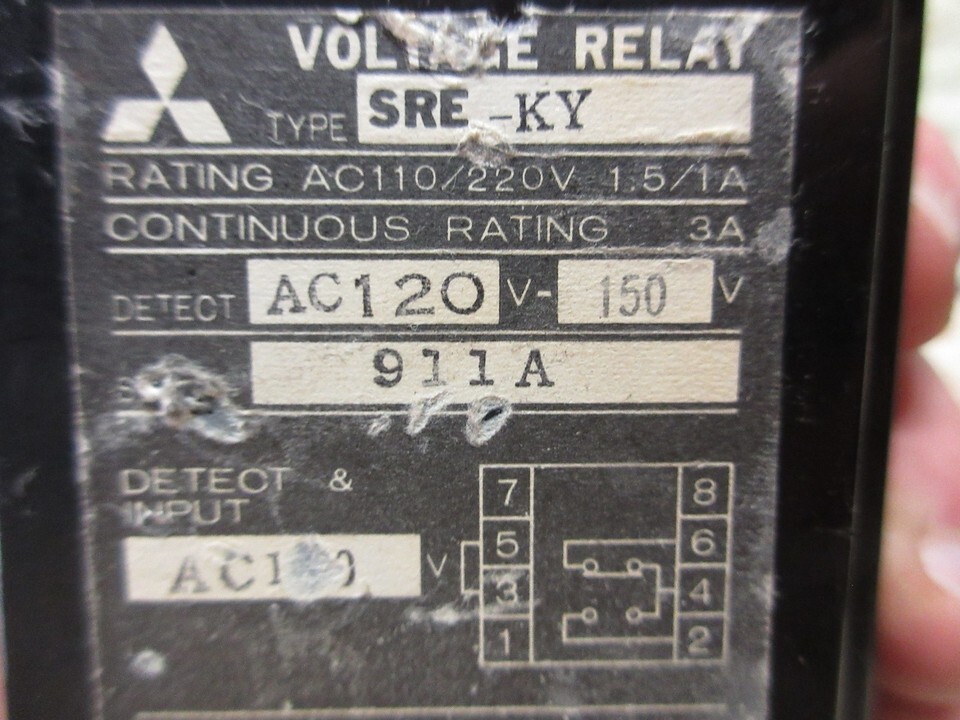 VOLTAGE RELAY
TYPE SRE-KY
RATING AC110/220V 1.5/1A
CONTINUOUS RATING 3A
DETECT AC120 V- 150 V
911A
DETECT &
INPUT
V
7 8
5 6
3 4
1 2